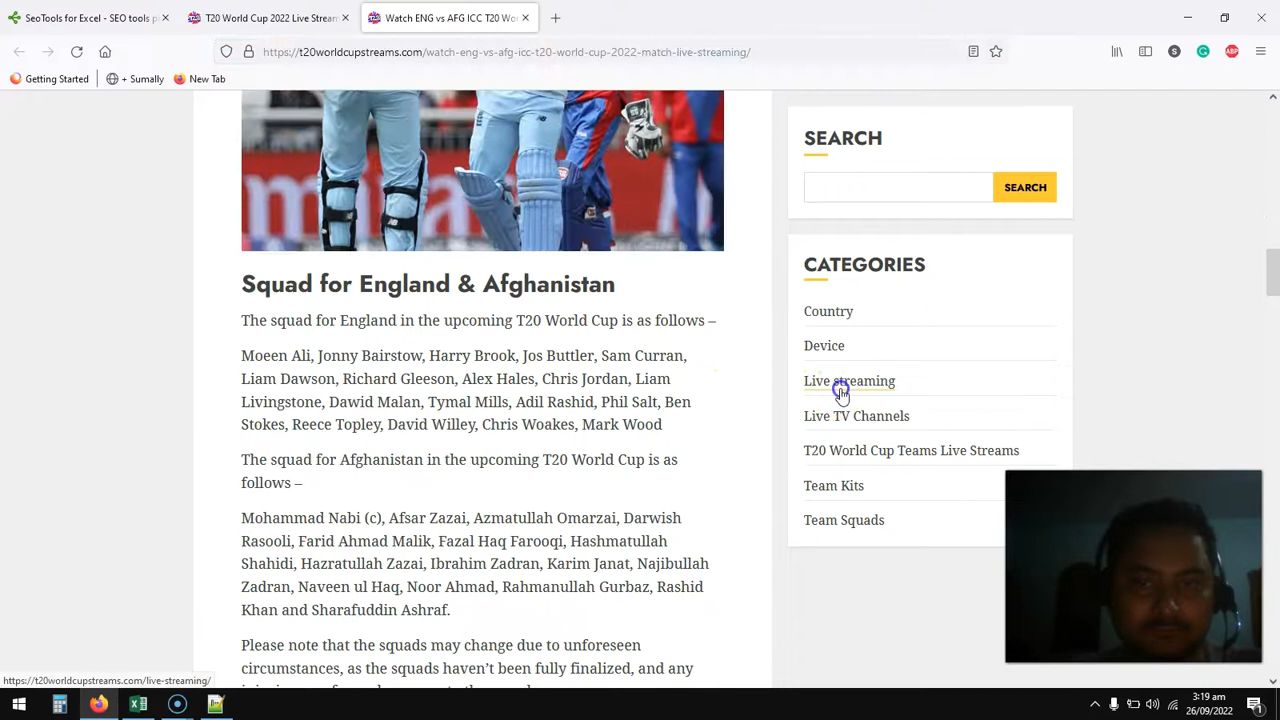 SEOTools for Excel - SEO tools p
T20 World Cup 2022 Live Stream
Watch ENG vs AFG ICC T20 Wo
https://t20worldcupstreams.com/watch-eng-vs-afg-icc-t20-world-cup-2022-match-live-streaming/
Getting Started
+ Sumally
New Tab
SEARCH
SEARCH
CATEGORIES
Country
Device
Live streaming
Live TV Channels
T20 World Cup Teams Live Streams
Team Kits
Team Squads
Squad for England & Afghanistan
The squad for England in the upcoming T20 World Cup is as follows –
Moeen Ali, Jonny Bairstow, Harry Brook, Jos Buttler, Sam Curran,
Liam Dawson, Richard Gleeson, Alex Hales, Chris Jordan, Liam
Livingstone, Dawid Malan, Tymal Mills, Adil Rashid, Phil Salt, Ben
Stokes, Reece Topley, David Willey, Chris Woakes, Mark Wood
The squad for Afghanistan in the upcoming T20 World Cup is as
follows –
Mohammad Nabi (c), Afsar Zazai, Azmatullah Omarzai, Darwish
Rasooli, Farid Ahmad Malik, Fazal Haq Farooqi, Hashmatullah
Shahidi, Hazratullah Zazai, Ibrahim Zadran, Karim Janat, Najibullah
Zadran, Naveen ul Haq, Noor Ahmad, Rahmanullah Gurbaz, Rashid
Khan and Sharafuddin Ashraf.
Please note that the squads may change due to unforeseen
circumstances, as the squads haven't been fully finalized, and any
https://t20worldcupstreams.com/live-streaming/
3:19 am
26/09/2022